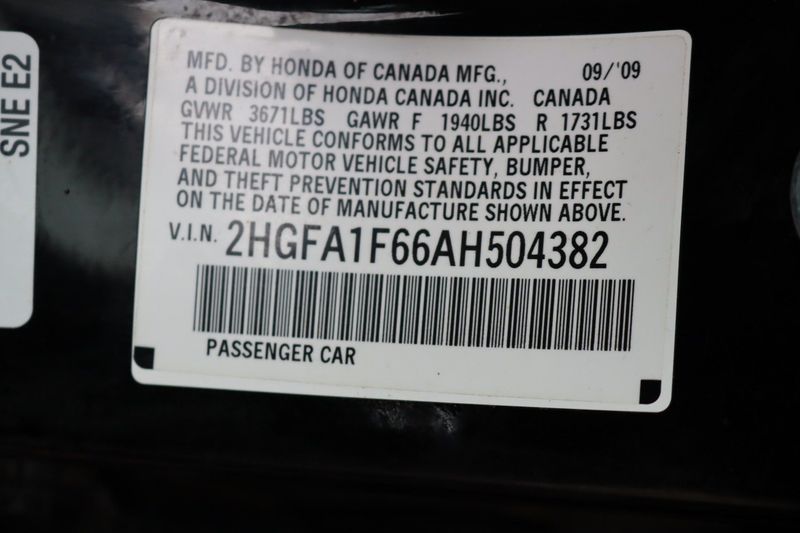 SNE E2
MFD. BY HONDA OF CANADA MFG., 09/'09
A DIVISION OF HONDA CANADA INC. CANADA
GVWR 3671LBS GAWR F 1940LBS R 1731LBS
THIS VEHICLE CONFORMS TO ALL APPLICABLE
FEDERAL MOTOR VEHICLE SAFETY, BUMPER,
AND THEFT PREVENTION STANDARDS IN EFFECT
ON THE DATE OF MANUFACTURE SHOWN ABOVE.
V.I.N. 2HGFA1F66AH504382
PASSENGER CAR